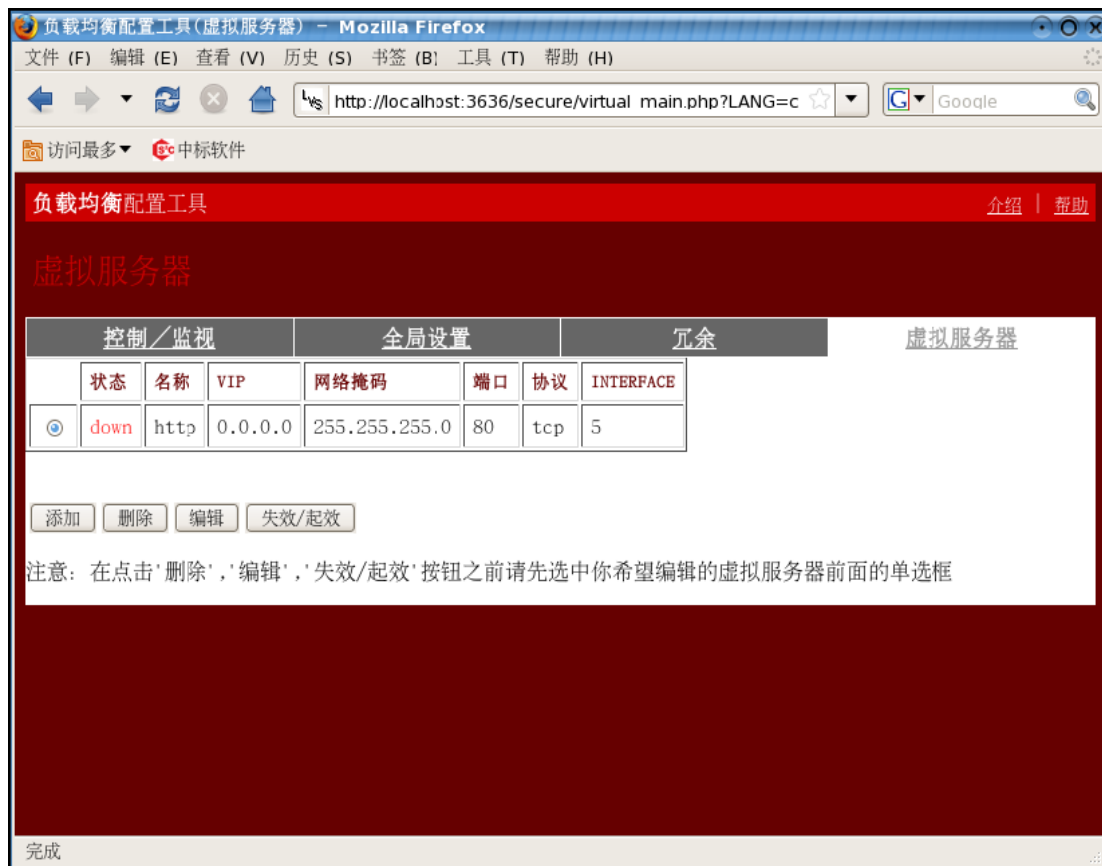 负载均衡配置工具(虚拟服务器) - Mozilla Firefox
文件 (F) 编辑 (E) 查看 (V) 历史 (S) 书签 (B) 工具 (T) 帮助 (H)
LVS http://localhost:3636/secure/virtual_main.php?LANG=c G Google
访问最多 中标软件
负载均衡配置工具 介绍 | 帮助
虚拟服务器
控制／监视 全局设置 冗余 虚拟服务器
状态 名称 VIP 网络掩码 端口 协议 INTERFACE
down http 0.0.0.0 255.255.255.0 80 tcp 5
添加 删除 编辑 失效/起效
注意: 在点击'删除','编辑','失效/起效'按钮之前请先选中你希望编辑的虚拟服务器前面的单选框
完成